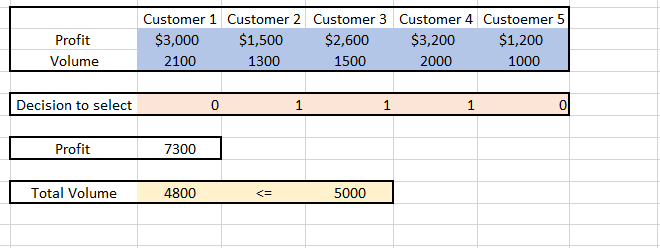 Customer 1 Customer 2 Customer 3 Customer 4 Custoemer 5
Profit $3,000 $1,500 $2,600 $3,200 $1,200
Volume 2100 1300 1500 2000 1000
Decision to select 0 1 1 1 0
Profit 7300
Total Volume 4800 <= 5000